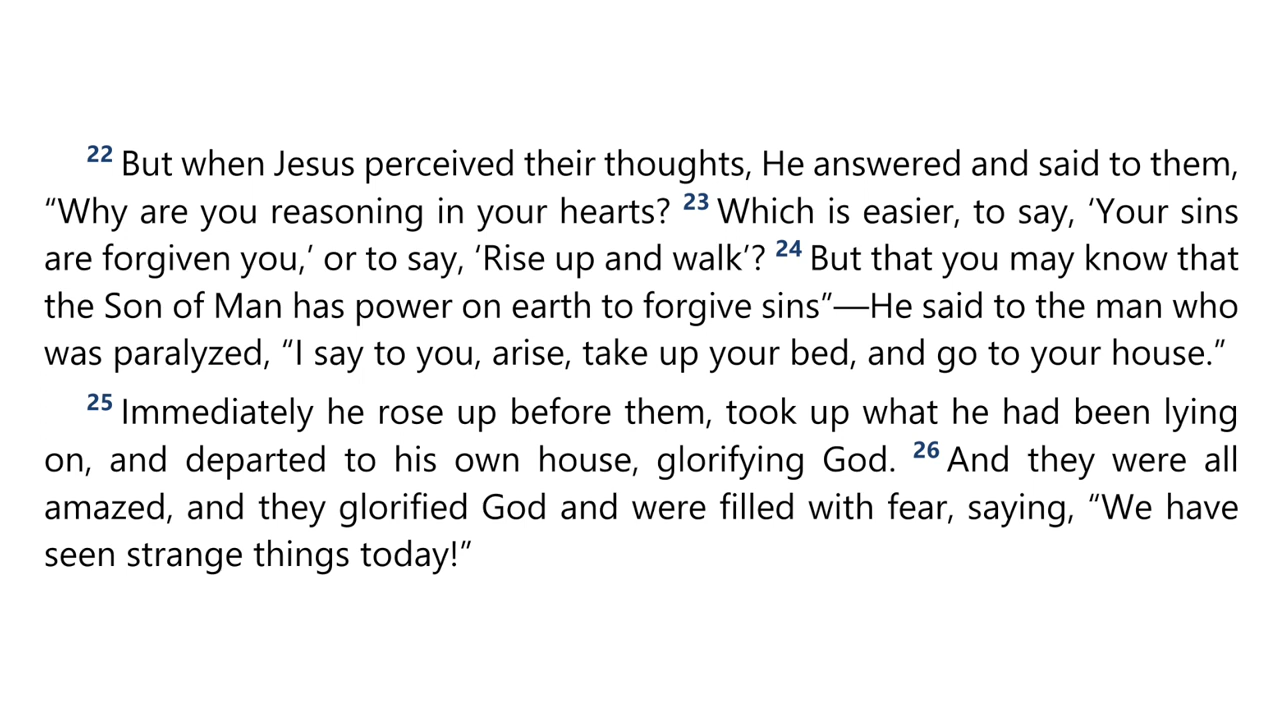 22 But when Jesus perceived their thoughts, He answered and said to them,
“Why are you reasoning in your hearts? 23 Which is easier, to say, ‘Your sins
are forgiven you,’ or to say, ‘Rise up and walk’? 24 But that you may know that
the Son of Man has power on earth to forgive sins”—He said to the man who
was paralyzed, “I say to you, arise, take up your bed, and go to your house.”
25 Immediately he rose up before them, took up what he had been lying
on, and departed to his own house, glorifying God. 26 And they were all
amazed, and they glorified God and were filled with fear, saying, “We have
seen strange things today!”